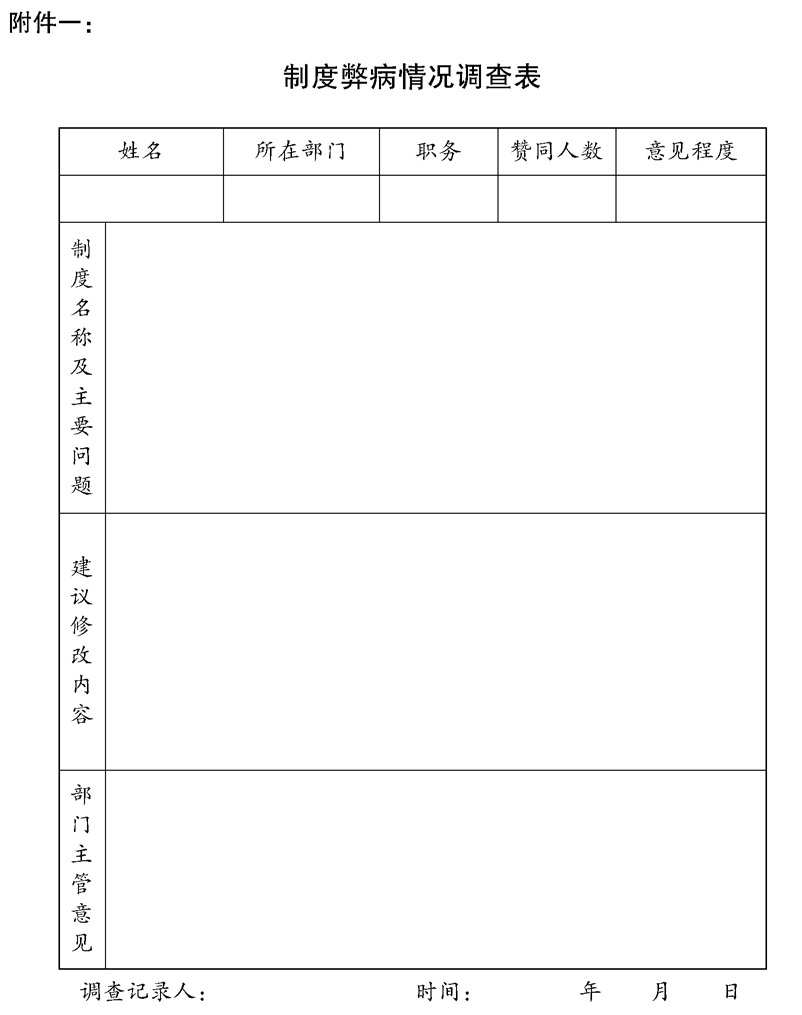 附件一：
制度弊病情况调查表
姓名 所在部门 职务 赞同人数 意见程度
制度名称及主要问题
建议修改内容
部门主管意见
调查记录人： 时间： 年 月 日